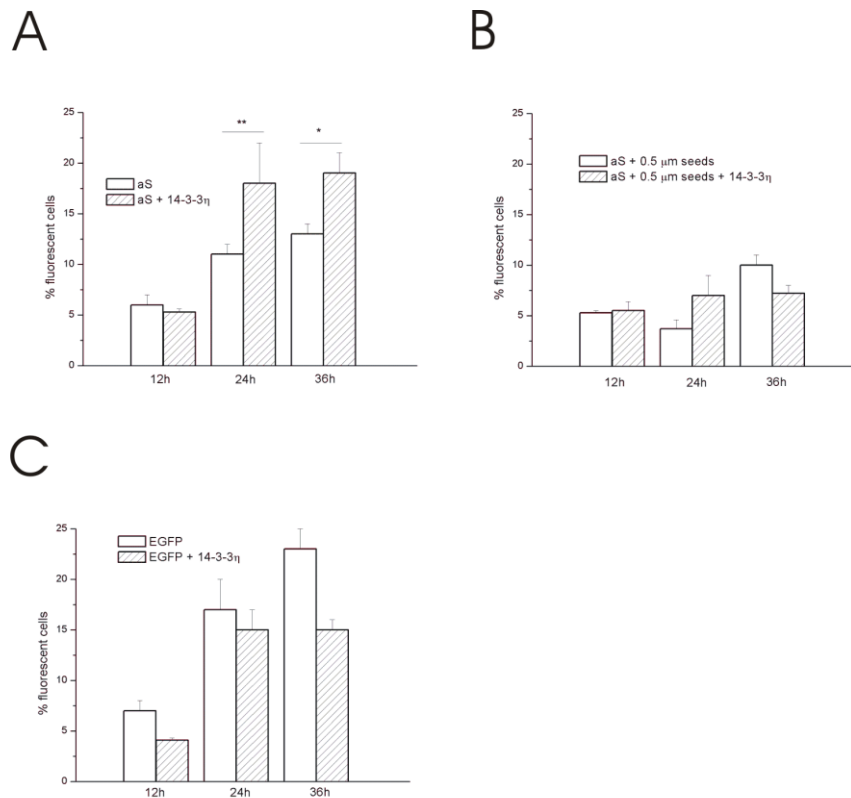 A
B
25
20
15
10
5
0
% fluorescent cells
aS
aS + 14-3-3η
**
*
12h
24h
36h
25
20
15
10
5
0
% fluorescent cells
aS + 0.5 μm seeds
aS + 0.5 μm seeds + 14-3-3η
12h
24h
36h
C
25
20
15
10
5
0
% fluorescent cells
EGFP
EGFP + 14-3-3η
12h
24h
36h